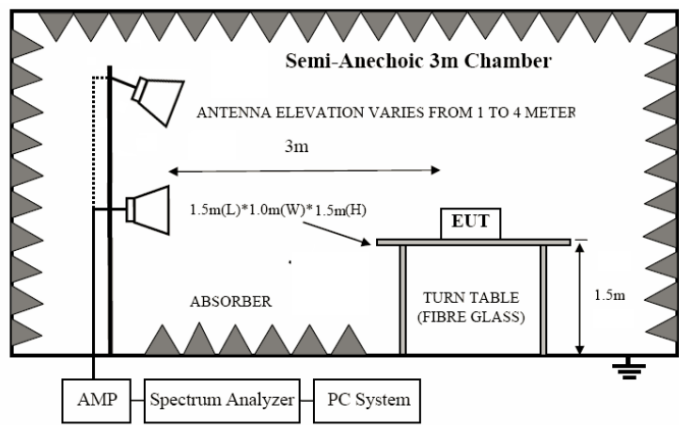 Semi-Anechoic 3m Chamber
ANTENNA ELEVATION VARIES FROM 1 TO 4 METER
3m
1.5m(L)*1.0m(W)*1.5m(H)
EUT
ABSORBER
TURN TABLE
(FIBRE GLASS)
1.5m
AMP
Spectrum Analyzer
PC System